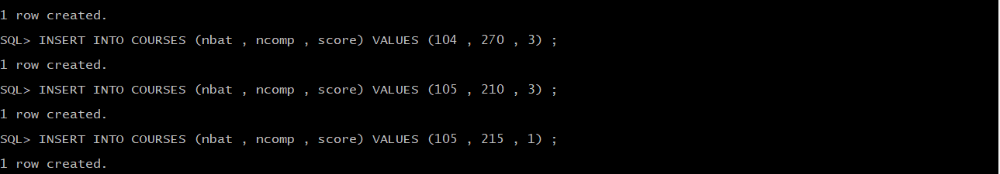 1 row created.
SQL> INSERT INTO COURSES (nbat , ncomp , score) VALUES (104 , 270 , 3) ;
1 row created.
SQL> INSERT INTO COURSES (nbat , ncomp , score) VALUES (105 , 210 , 3) ;
1 row created.
SQL> INSERT INTO COURSES (nbat , ncomp , score) VALUES (105 , 215 , 1) ;
1 row created.